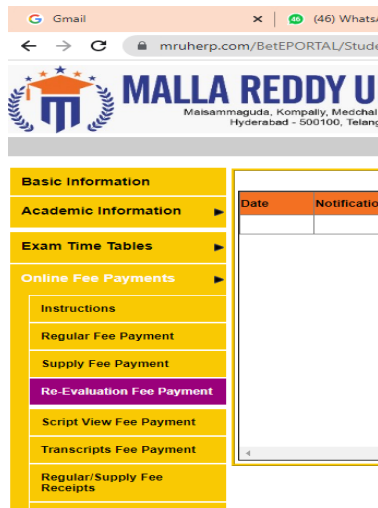 Gmail
(46) Whats
mruherp.com/BetEPORTAL/Stude
MALLA REDDY U
Maisammaguda, Kompally, Medchal
Hyderabad - 500100, Telang
Basic Information
Academic Information
Date
Notificatio
Exam Time Tables
Online Fee Payments
Instructions
Regular Fee Payment
Supply Fee Payment
Re-Evaluation Fee Payment
Script View Fee Payment
Transcripts Fee Payment
Regular/Supply Fee
Receipts